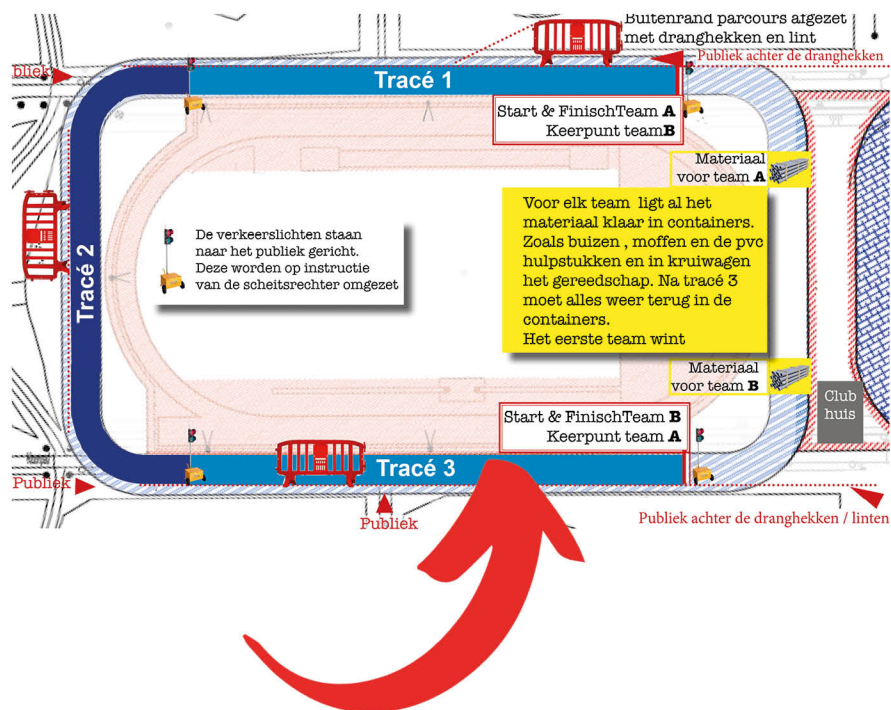 Buitenrand parcours afgezet
met dranghekken en lint
Publiek achter de dranghekken
bliek
Tracé 1
Start & FinischTeam A
Keerpunt teamB
Materiaal
voor team A
Voor elk team ligt al het
materiaal klaar in containers.
Zoals buizen , moffen en de pvc
hulpstukken en in kruiwagen
het gereedschap. Na tracé 3
moet alles weer terug in de
containers.
Het eerste team wint
De verkeerslichten staan
naar het publiek gericht.
Deze worden op instructie
van de scheitsrechter omgezet
Tracé 2
Materiaal
voor team B
Club
huis
Start & FinischTeam B
Keerpunt team A
Tracé 3
Publiek
Publiek
Publiek achter de dranghekken / linten